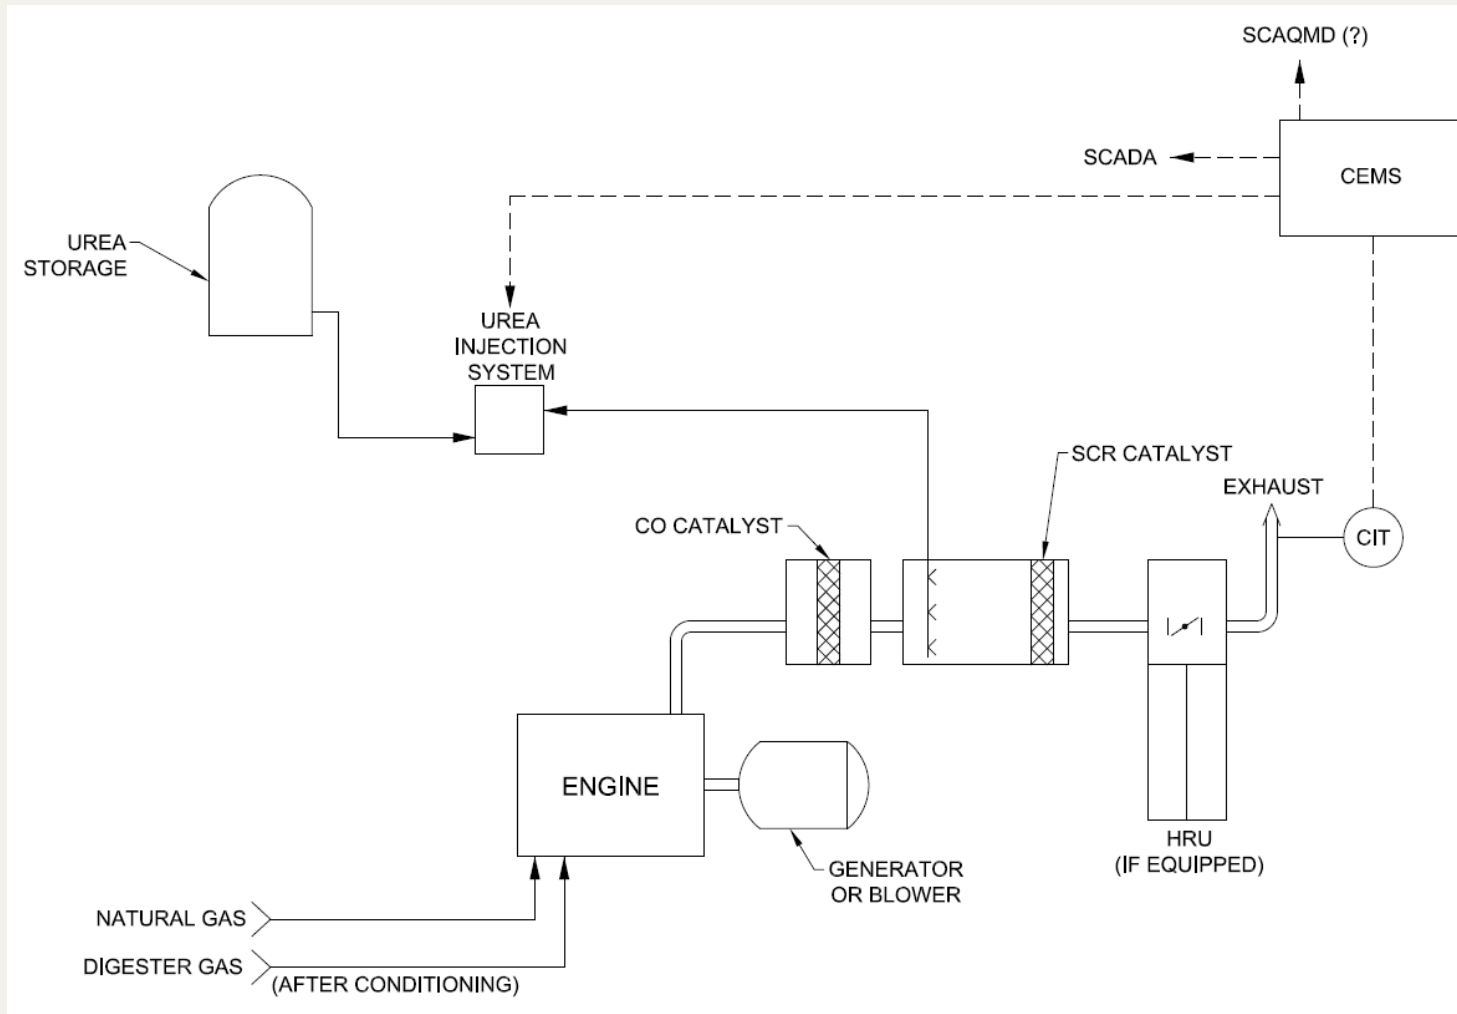 SCAQMD (?)
SCADA
CEMS
UREA
STORAGE
UREA
INJECTION
SYSTEM
SCR CATALYST
EXHAUST
CO CATALYST
CIT
ENGINE
HRU
(IF EQUIPPED)
GENERATOR
OR BLOWER
NATURAL GAS
DIGESTER GAS
(AFTER CONDITIONING)